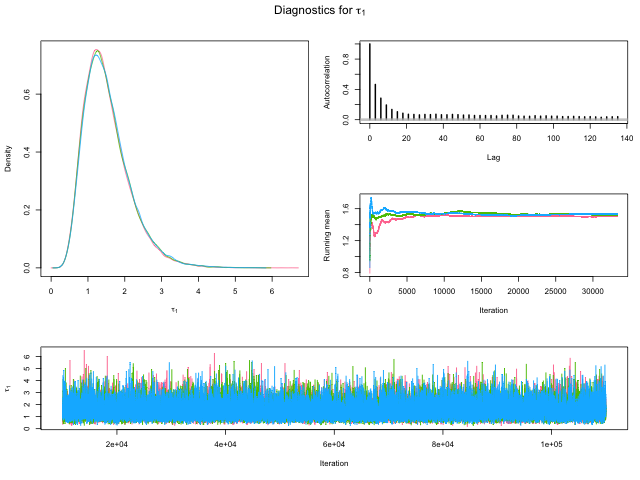 Diagnostics for τ1
Density
0.0 0.2 0.4 0.6
0 1 2 3 4 5 6
τ1
Autocorrelation
0.0 0.4 0.8
0 20 40 60 80 100 120 140
Lag
Running mean
0.8 1.2 1.6
0 5000 10000 15000 20000 25000 30000
Iteration
τ1
0 1 2 3 4 5 6
2e+04 4e+04 6e+04 8e+04 1e+05
Iteration